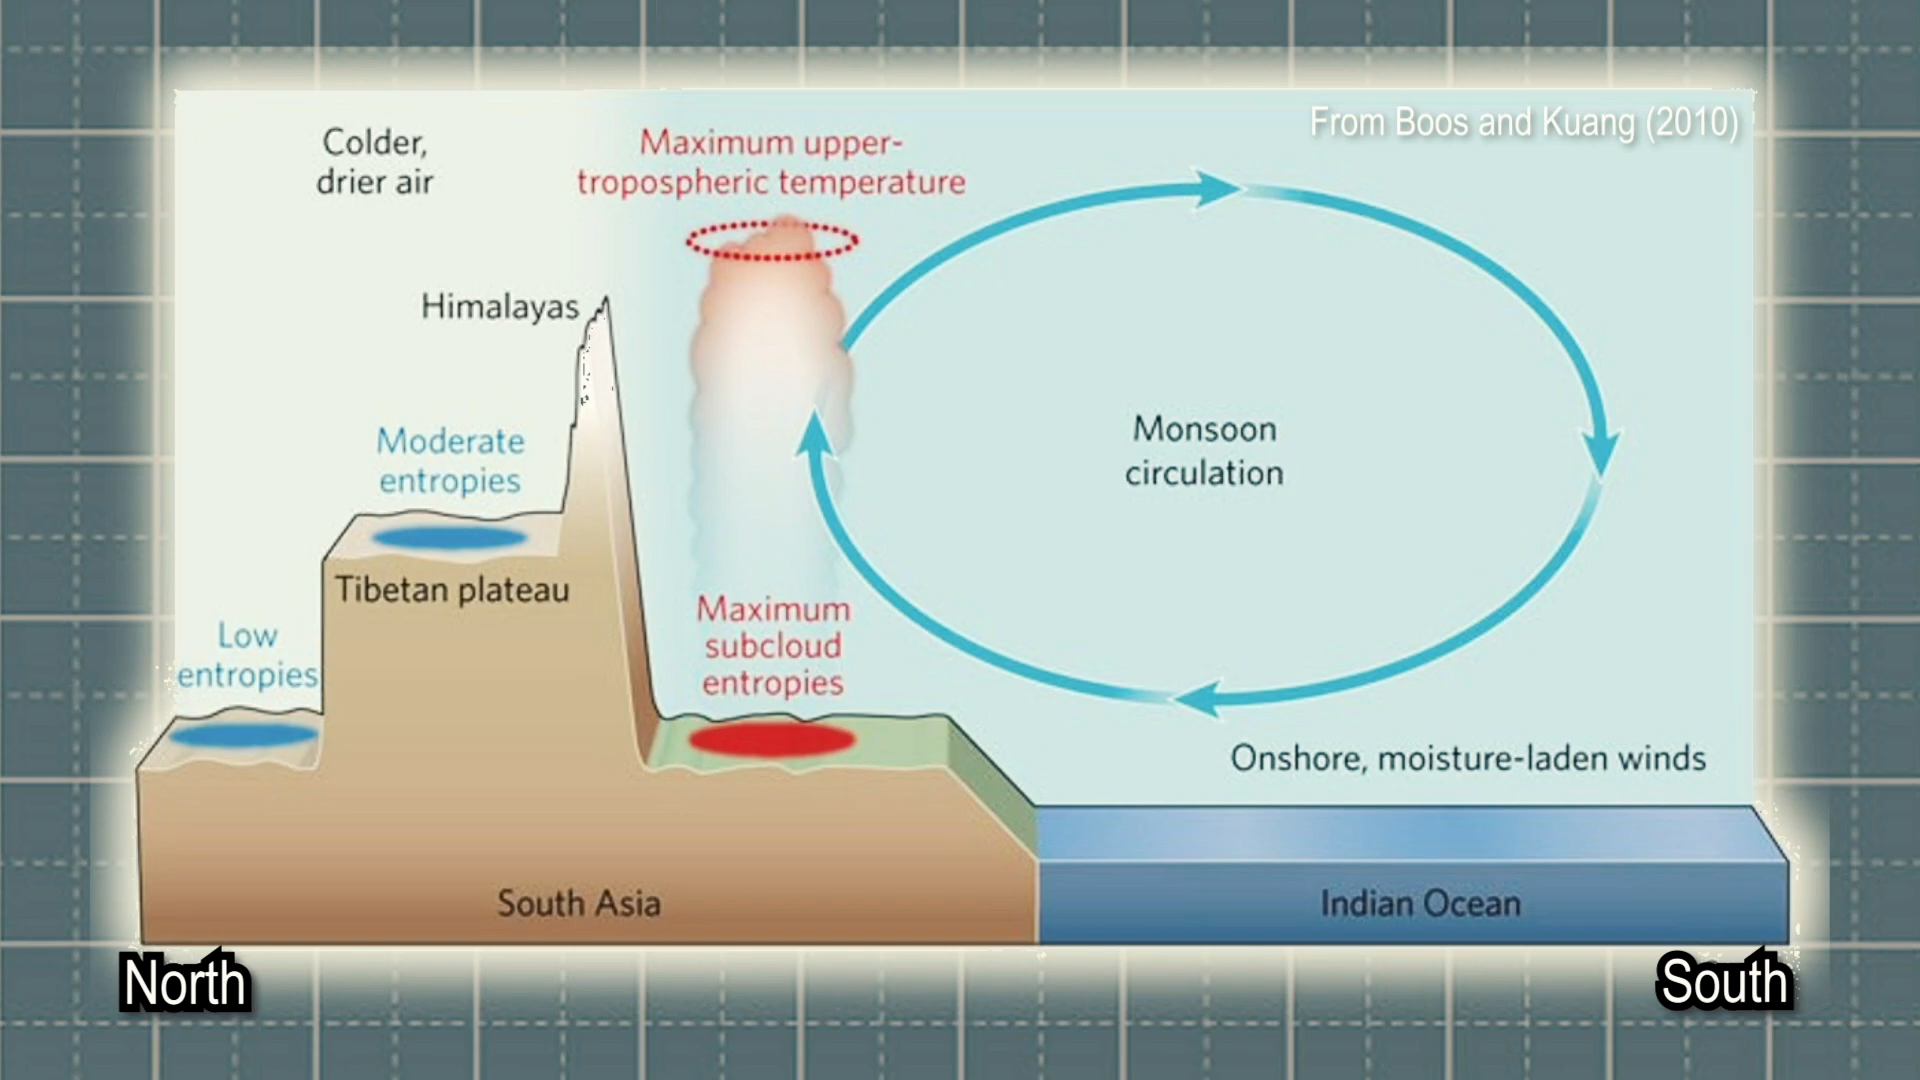 From Boos and Kuang (2010)
Colder,
drier air
Maximum upper-
tropospheric temperature
Himalayas
Monsoon
circulation
Moderate
entropies
Tibetan plateau
Low
entropies
Maximum
subcloud
entropies
Onshore, moisture-laden winds
South Asia
Indian Ocean
North
South